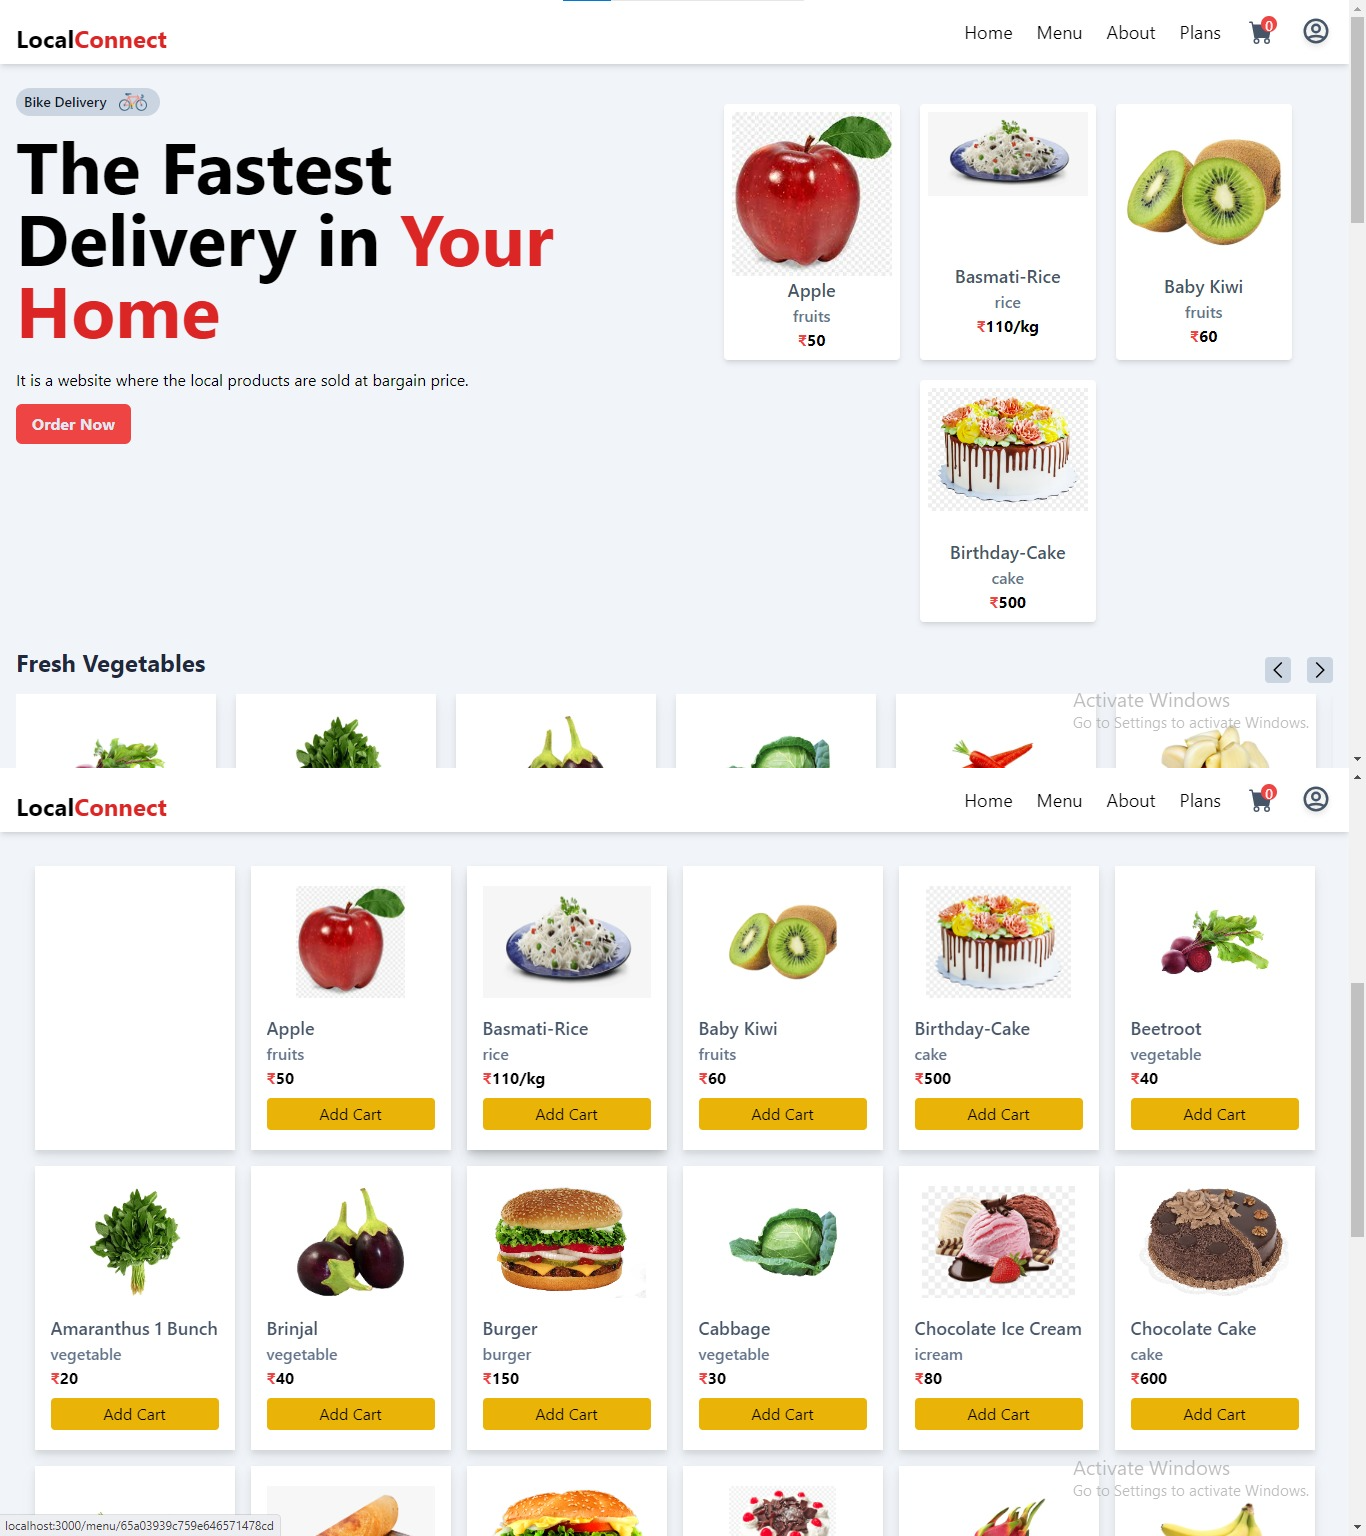 LocalConnect
Home Menu About Plans 0
Bike Delivery
The Fastest
Delivery in Your
Home
It is a website where the local products are sold at bargain price.
Order Now
Apple
fruits
₹50
Basmati-Rice
rice
₹110/kg
Baby Kiwi
fruits
₹60
Birthday-Cake
cake
₹500
Fresh Vegetables
Activate Windows
Go to Settings to activate Windows.
LocalConnect
Home Menu About Plans 0
Apple
fruits
₹50
Add Cart
Basmati-Rice
rice
₹110/kg
Add Cart
Baby Kiwi
fruits
₹60
Add Cart
Birthday-Cake
cake
₹500
Add Cart
Beetroot
vegetable
₹40
Add Cart
Amaranthus 1 Bunch
vegetable
₹20
Add Cart
Brinjal
vegetable
₹40
Add Cart
Burger
burger
₹150
Add Cart
Cabbage
vegetable
₹30
Add Cart
Chocolate Ice Cream
icream
₹80
Add Cart
Chocolate Cake
cake
₹600
Add Cart
Activate Windows
Go to Settings to activate Windows.
localhost:3000/menu/65a03939c759e646571478cd